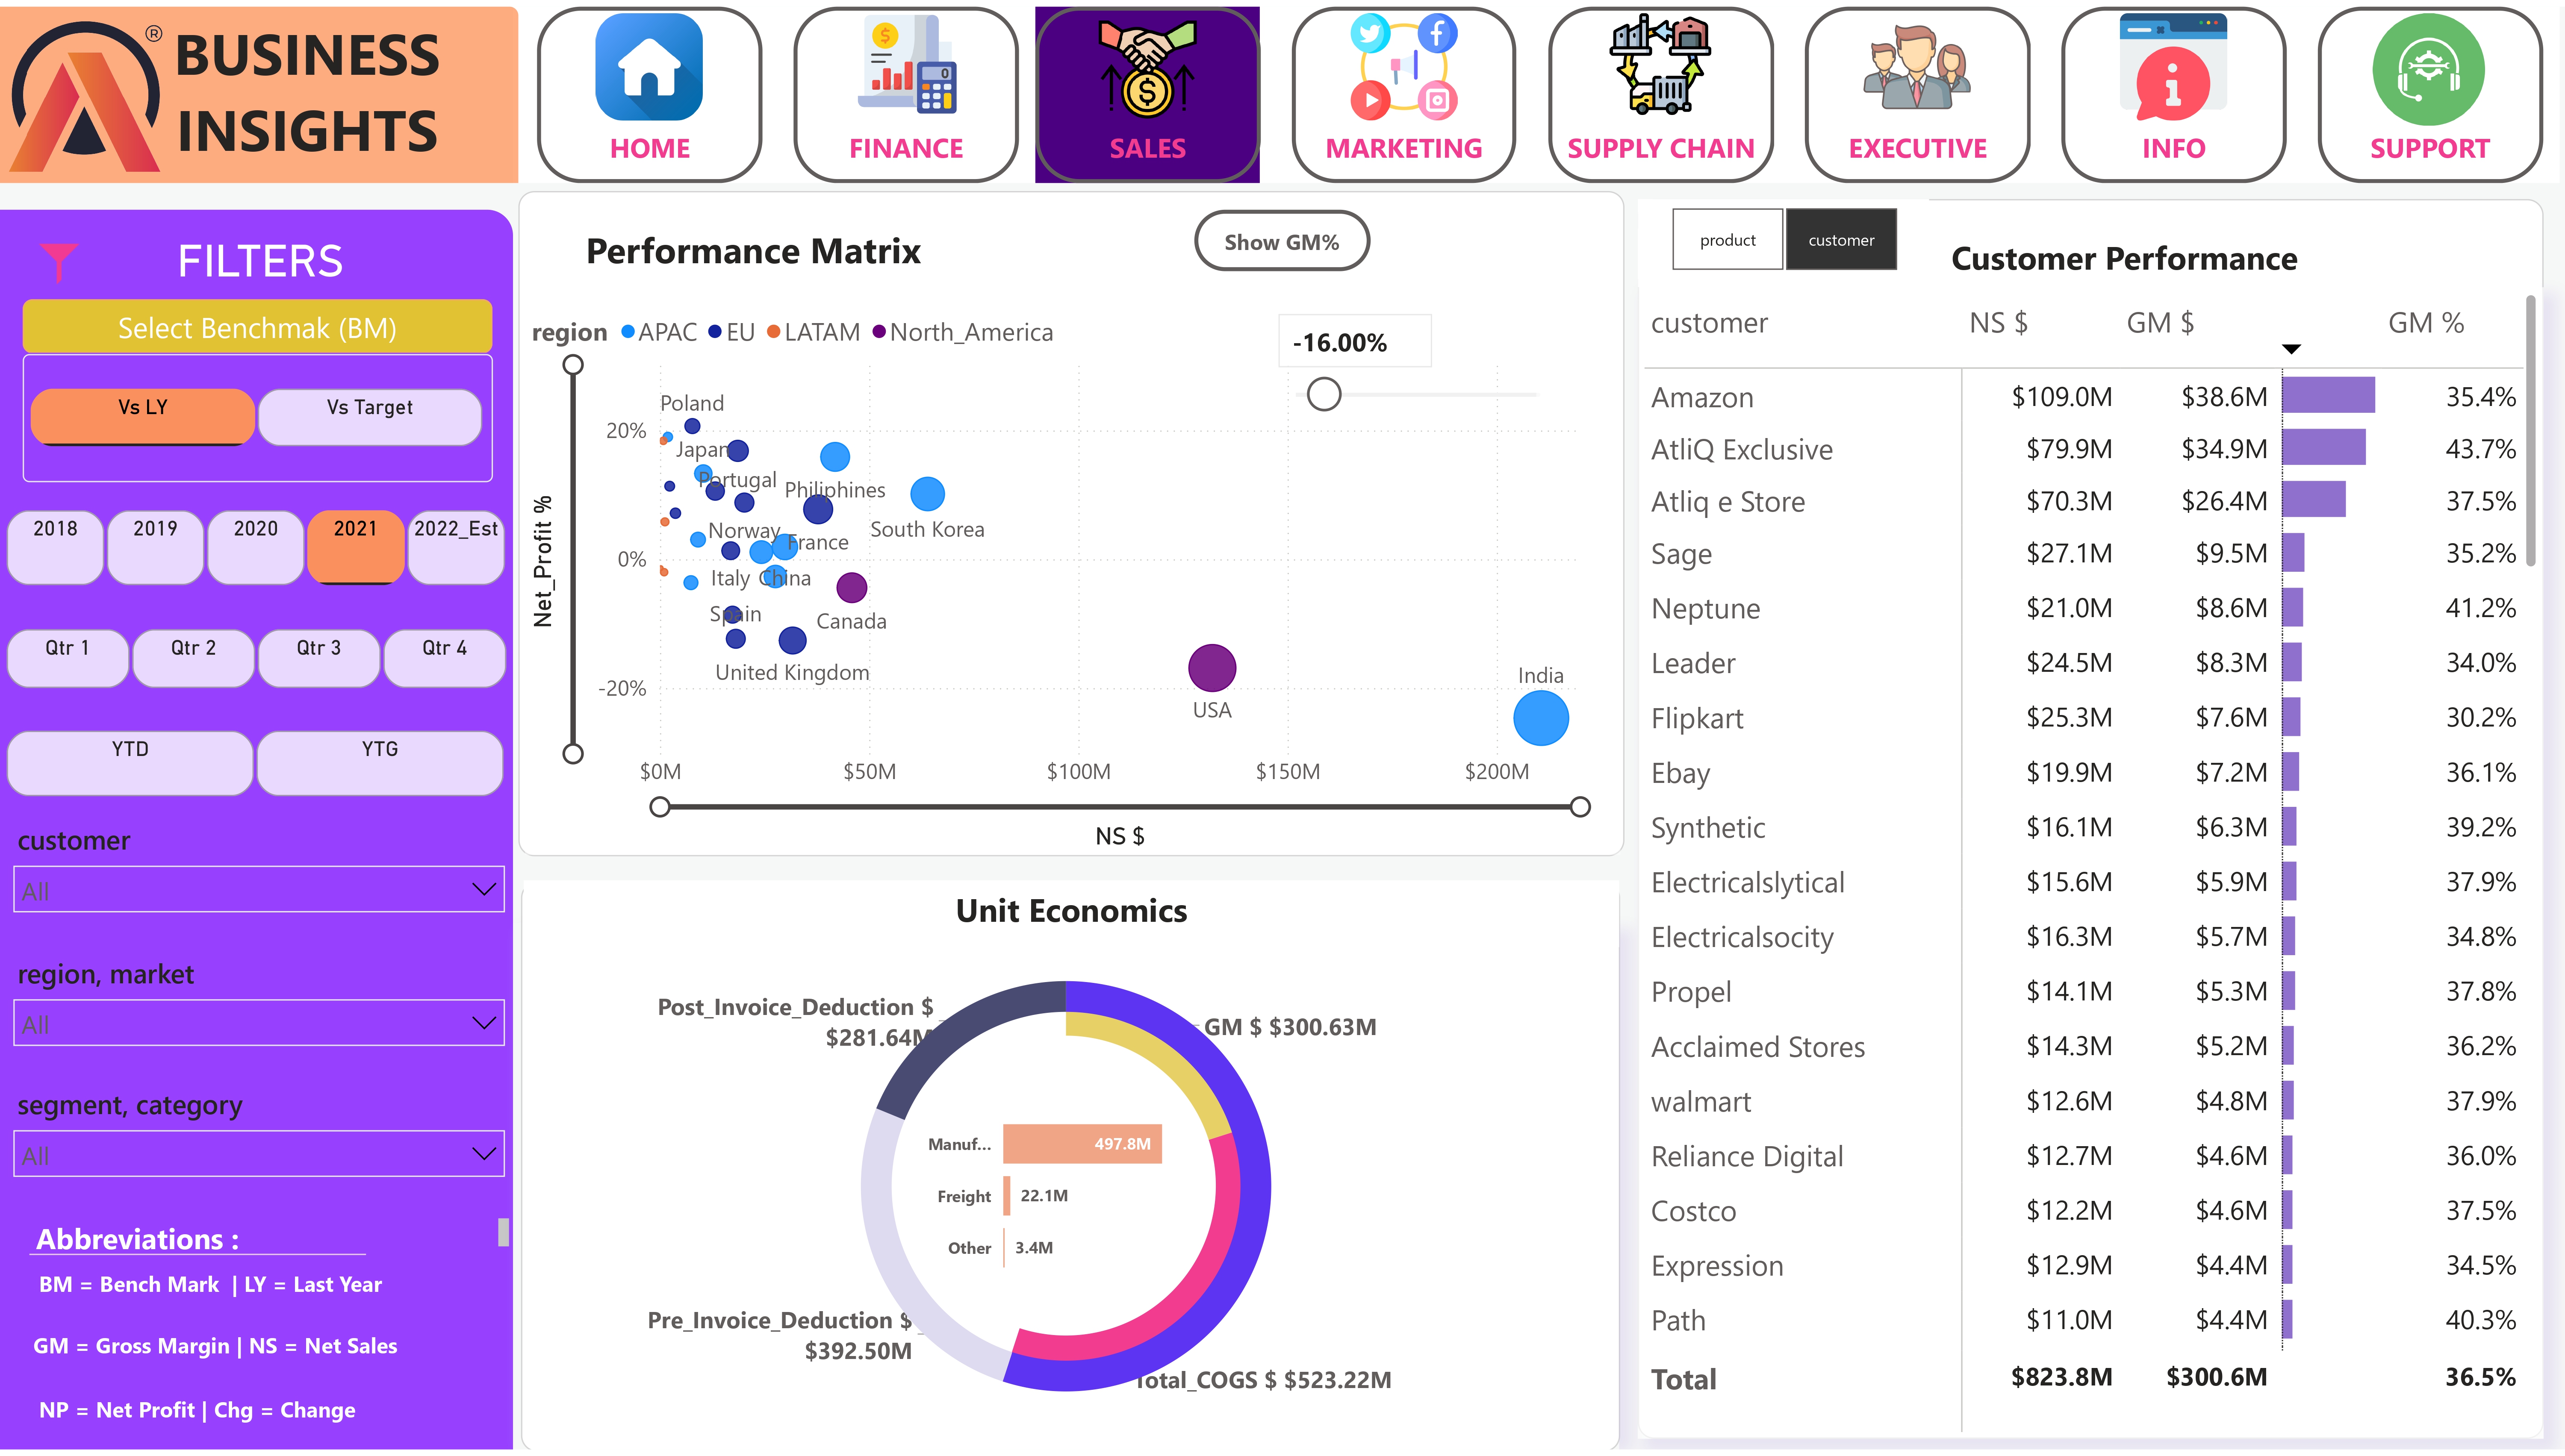 BUSINESS
INSIGHTS
®
HOME
FINANCE
SALES
MARKETING
SUPPLY CHAIN
EXECUTIVE
INFO
SUPPORT
FILTERS
Select Benchmak (BM)
Vs LY
Vs Target
2018
2019
2020
2021
2022_Est
Qtr 1
Qtr 2
Qtr 3
Qtr 4
YTD
YTG
customer
All
region, market
All
segment, category
All
Abbreviations :
BM = Bench Mark | LY = Last Year
GM = Gross Margin | NS = Net Sales
NP = Net Profit | Chg = Change
Performance Matrix
Show GM%
region APAC EU LATAM North_America
-16.00%
Net_Profit %
20%
0%
-20%
Poland
Japan
Portugal
Philiphines
South Korea
Norway
France
Italy
China
Spain
Canada
United Kingdom
USA
India
$0M
$50M
$100M
$150M
$200M
NS $
Unit Economics
Post_Invoice_Deduction $
$281.64M
GM $ $300.63M
Manuf... 497.8M
Freight 22.1M
Other 3.4M
Pre_Invoice_Deduction $
$392.50M
Total_COGS $ $523.22M
product
customer
Customer Performance
customer NS $ GM $ GM %
Amazon $109.0M $38.6M 35.4%
AtliQ Exclusive $79.9M $34.9M 43.7%
Atliq e Store $70.3M $26.4M 37.5%
Sage $27.1M $9.5M 35.2%
Neptune $21.0M $8.6M 41.2%
Leader $24.5M $8.3M 34.0%
Flipkart $25.3M $7.6M 30.2%
Ebay $19.9M $7.2M 36.1%
Synthetic $16.1M $6.3M 39.2%
Electricalslytical $15.6M $5.9M 37.9%
Electricalsocity $16.3M $5.7M 34.8%
Propel $14.1M $5.3M 37.8%
Acclaimed Stores $14.3M $5.2M 36.2%
walmart $12.6M $4.8M 37.9%
Reliance Digital $12.7M $4.6M 36.0%
Costco $12.2M $4.6M 37.5%
Expression $12.9M $4.4M 34.5%
Path $11.0M $4.4M 40.3%
Total $823.8M $300.6M 36.5%